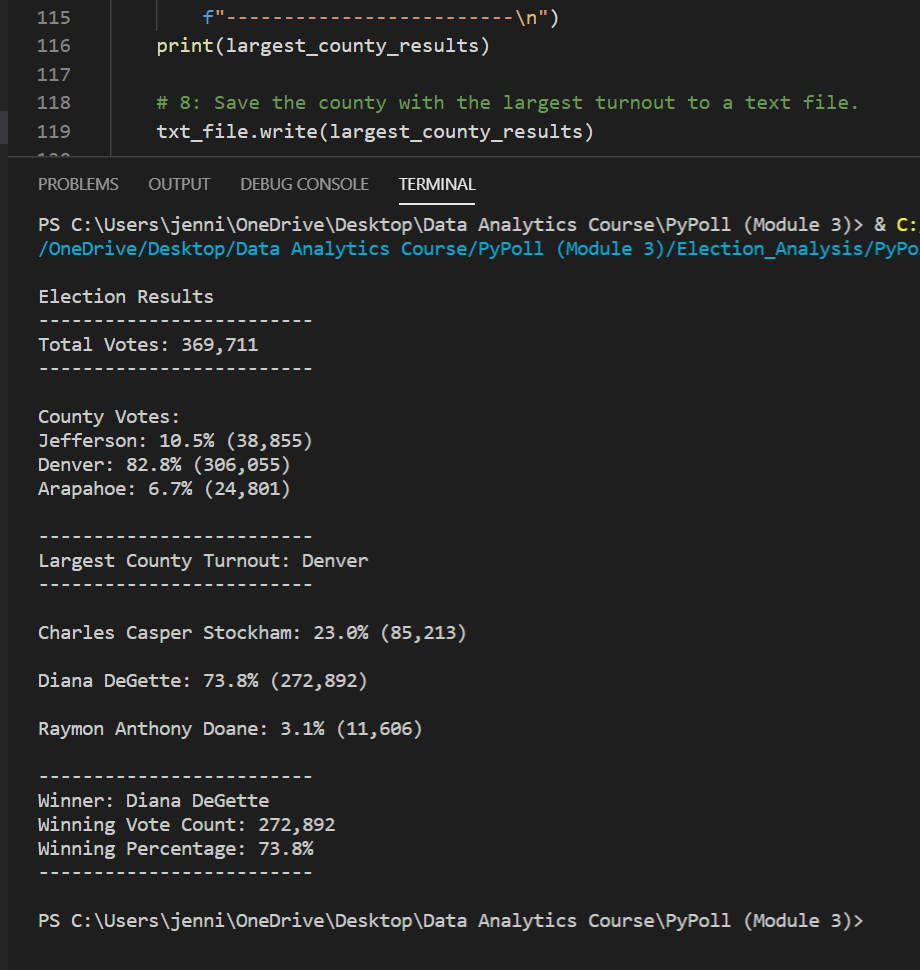 115 f"--------------------------\n")
116 print(largest_county_results)
117
118 # 8: Save the county with the largest turnout to a text file.
119 txt_file.write(largest_county_results)
PROBLEMS OUTPUT DEBUG CONSOLE TERMINAL
PS C:\Users\jenni\OneDrive\Desktop\Data Analytics Course\PyPoll (Module 3)> & C:
/OneDrive/Desktop/Data Analytics Course/PyPoll (Module 3)/Election_Analysis/PyPo
Election Results
-------------------------
Total Votes: 369,711
-------------------------
County Votes:
Jefferson: 10.5% (38,855)
Denver: 82.8% (306,055)
Arapahoe: 6.7% (24,801)
-------------------------
Largest County Turnout: Denver
-------------------------
Charles Casper Stockham: 23.0% (85,213)
Diana DeGette: 73.8% (272,892)
Raymon Anthony Doane: 3.1% (11,606)
-------------------------
Winner: Diana DeGette
Winning Vote Count: 272,892
Winning Percentage: 73.8%
-------------------------
PS C:\Users\jenni\OneDrive\Desktop\Data Analytics Course\PyPoll (Module 3)>